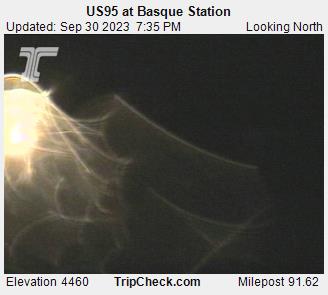 US95 at Basque Station
Updated: Sep 30 2023 7:35 PM Looking North
Elevation 4460 TripCheck.com Milepost 91.62